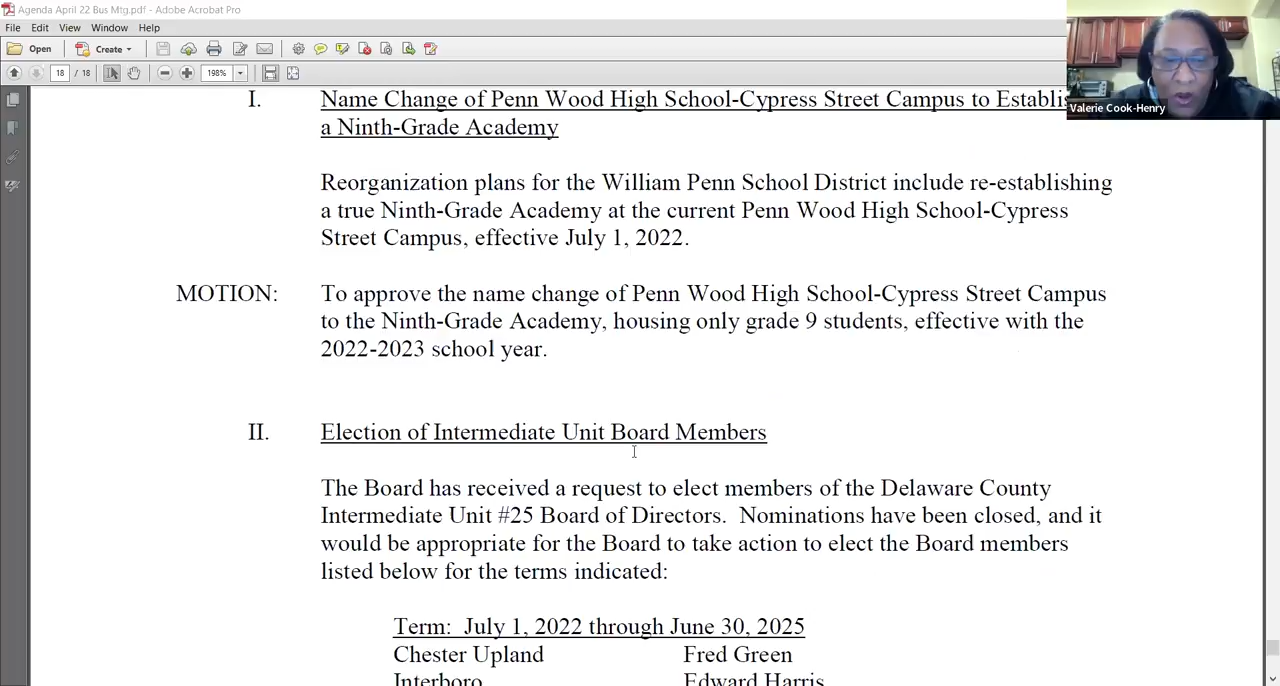 Agenda April 22 Bus Mtg.pdf - Adobe Acrobat Pro
File Edit View Window Help
Open Create
18 / 18 198%
Valerie Cook-Henry
I. Name Change of Penn Wood High School-Cypress Street Campus to Establis
a Ninth-Grade Academy
Reorganization plans for the William Penn School District include re-establishing
a true Ninth-Grade Academy at the current Penn Wood High School-Cypress
Street Campus, effective July 1, 2022.
MOTION: To approve the name change of Penn Wood High School-Cypress Street Campus
to the Ninth-Grade Academy, housing only grade 9 students, effective with the
2022-2023 school year.
II. Election of Intermediate Unit Board Members
The Board has received a request to elect members of the Delaware County
Intermediate Unit #25 Board of Directors. Nominations have been closed, and it
would be appropriate for the Board to take action to elect the Board members
listed below for the terms indicated:
Term: July 1, 2022 through June 30, 2025
Chester Upland Fred Green
Interboro Edward Harris